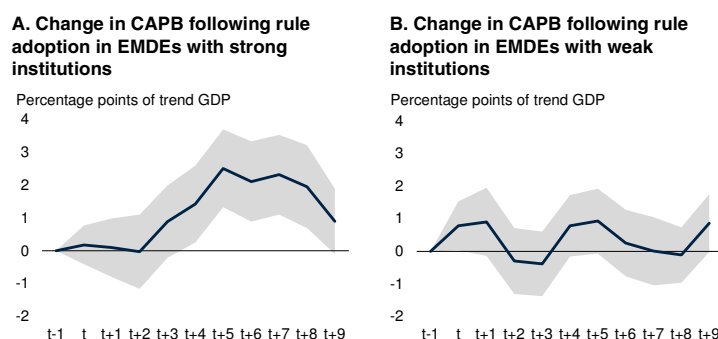 A. Change in CAPB following rule
adoption in EMDEs with strong
institutions
Percentage points of trend GDP
4
3
2
1
0
-1
-2
t-1 t t+1 t+2 t+3 t+4 t+5 t+6 t+7 t+8 t+9
B. Change in CAPB following rule
adoption in EMDEs with weak
institutions
Percentage points of trend GDP
4
3
2
1
0
-1
-2
t-1 t t+1 t+2 t+3 t+4 t+5 t+6 t+7 t+8 t+9